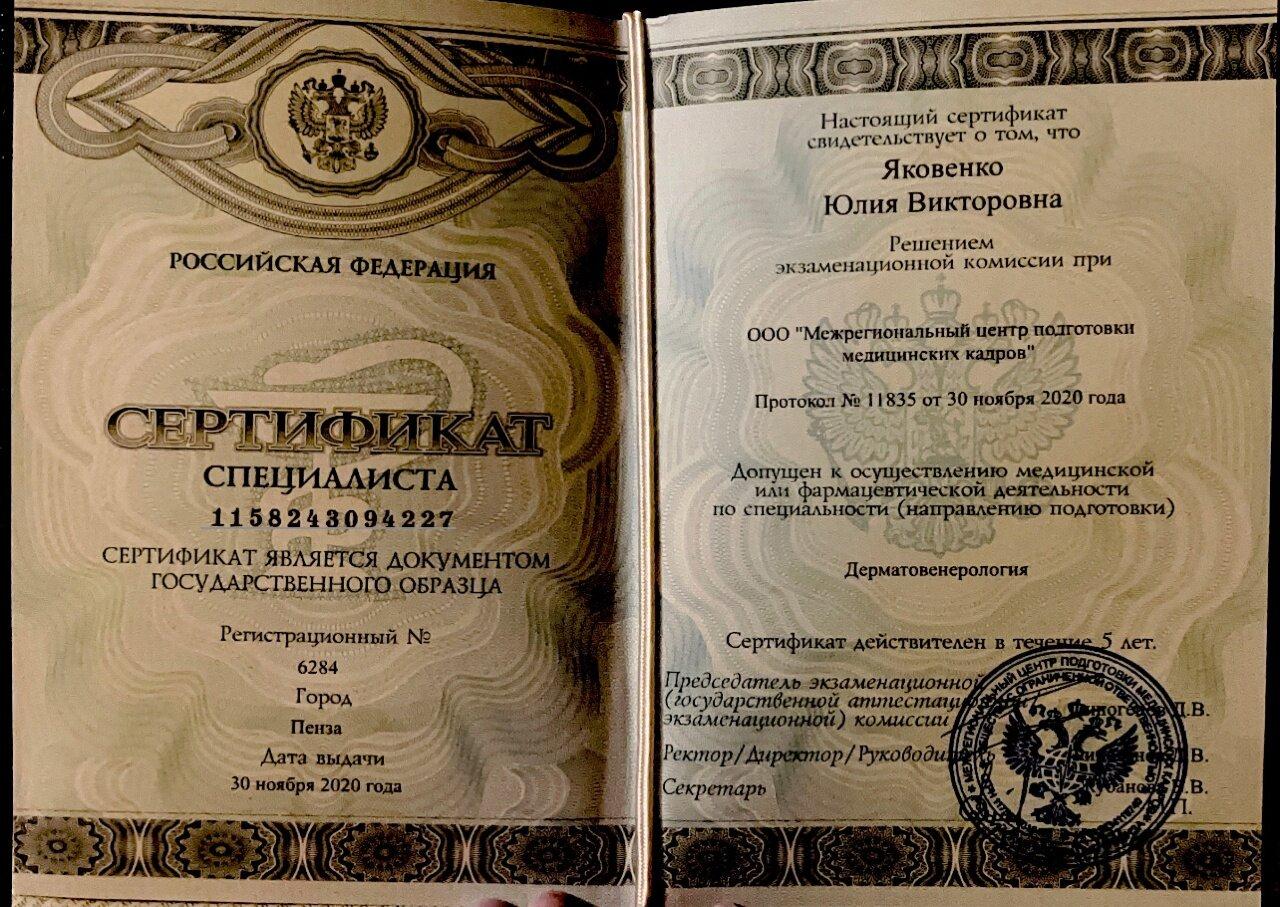 РОССИЙСКАЯ ФЕДЕРАЦИЯ
СЕРТИФИКАТ
СПЕЦИАЛИСТА
1158243094227
СЕРТИФИКАТ ЯВЛЯЕТСЯ ДОКУМЕНТОМ
ГОСУДАРСТВЕННОГО ОБРАЗЦА
Регистрационный №
6284
Город
Пенза
Дата выдачи
30 ноября 2020 года
Настоящий сертификат
свидетельствует о том, что
Яковенко
Юлия Викторовна
Решением
экзаменационной комиссии при
ООО "Межрегиональный центр подготовки
медицинских кадров"
Протокол № 11835 от 30 ноября 2020 года
Допущен к осуществлению медицинской
или фармацевтической деятельности
по специальности (направлению подготовки)
Дерматовенерология
Сертификат действителен в течение 5 лет.
Председатель экзаменационной
(государственной аттестации/
экзаменационной) комиссии Д.В.
Ректор/Директор/Руководитель
Секретарь